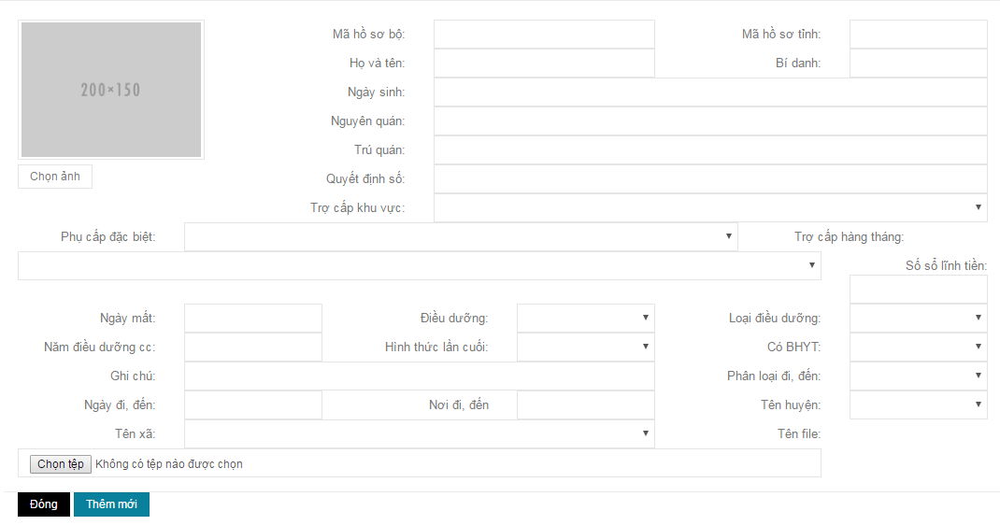 Mã hồ sơ bộ: Mã hồ sơ tỉnh:
Họ và tên: Bí danh:
200×150
Ngày sinh:
Nguyên quán:
Trú quán:
Chọn ảnh
Quyết định số:
Trợ cấp khu vực:
Phụ cấp đặc biệt: Trợ cấp hàng tháng:
Số sổ lĩnh tiền:
Ngày mất: Điều dưỡng: Loại điều dưỡng:
Năm điều dưỡng cc: Hình thức lần cuối: Có BHYT:
Ghi chú: Phân loại đi, đến:
Ngày đi, đến: Nơi đi, đến Tên huyện:
Tên xã: Tên file:
Chọn tệp Không có tệp nào được chọn
Đóng Thêm mới